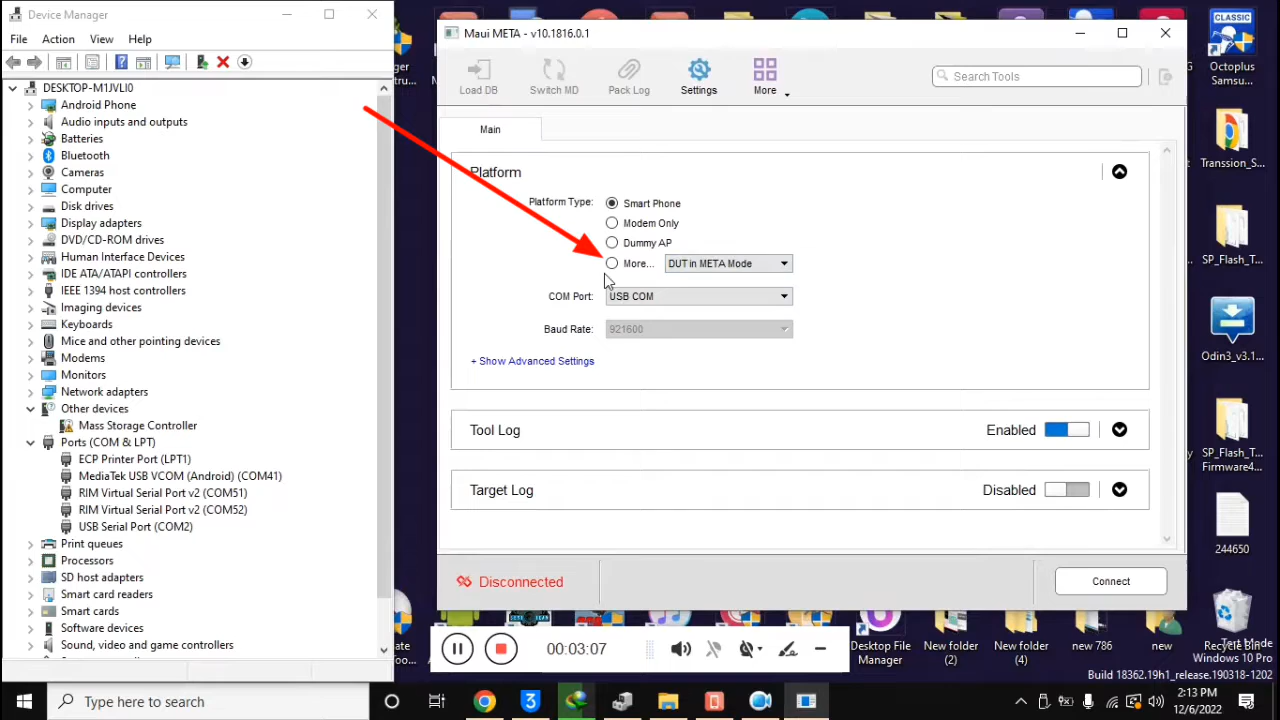 Device Manager
File Action View Help
DESKTOP-M1JVLI0
Android Phone
Audio inputs and outputs
Batteries
Bluetooth
Cameras
Computer
Disk drives
Display adapters
DVD/CD-ROM drives
Human Interface Devices
IDE ATA/ATAPI controllers
IEEE 1394 host controllers
Imaging devices
Keyboards
Mice and other pointing devices
Modems
Monitors
Network adapters
Other devices
Mass Storage Controller
Ports (COM & LPT)
ECP Printer Port (LPT1)
MediaTek USB VCOM (Android) (COM41)
RIM Virtual Serial Port v2 (COM51)
RIM Virtual Serial Port v2 (COM52)
USB Serial Port (COM2)
Print queues
Processors
SD host adapters
Smart card readers
Smart cards
Software devices
Sound, video and game controllers
Maui META - v10.1816.0.1
Load DB
Switch MD
Pack Log
Settings
More
Search Tools
Main
Platform
Platform Type: Smart Phone
Modem Only
Dummy AP
More... DUT in META Mode
COM Port: USB COM
Baud Rate: 921600
+ Show Advanced Settings
Tool Log Enabled
Target Log Disabled
Disconnected
Connect
00:03:07
CLASSIC
Octoplus
Samsu...
Transsion_S...
SP_Flash_T...
Odin3_v3.1...
SP_Flash_T...
Firmware4...
244650
Recycle Bin
Desktop File
Manager
New folder
(2)
New folder
(4)
new 786
new
Test Mode
Windows 10 Pro
Build 18362.19h1_release.190318-1202
Type here to search
3
2:13 PM
12/6/2022